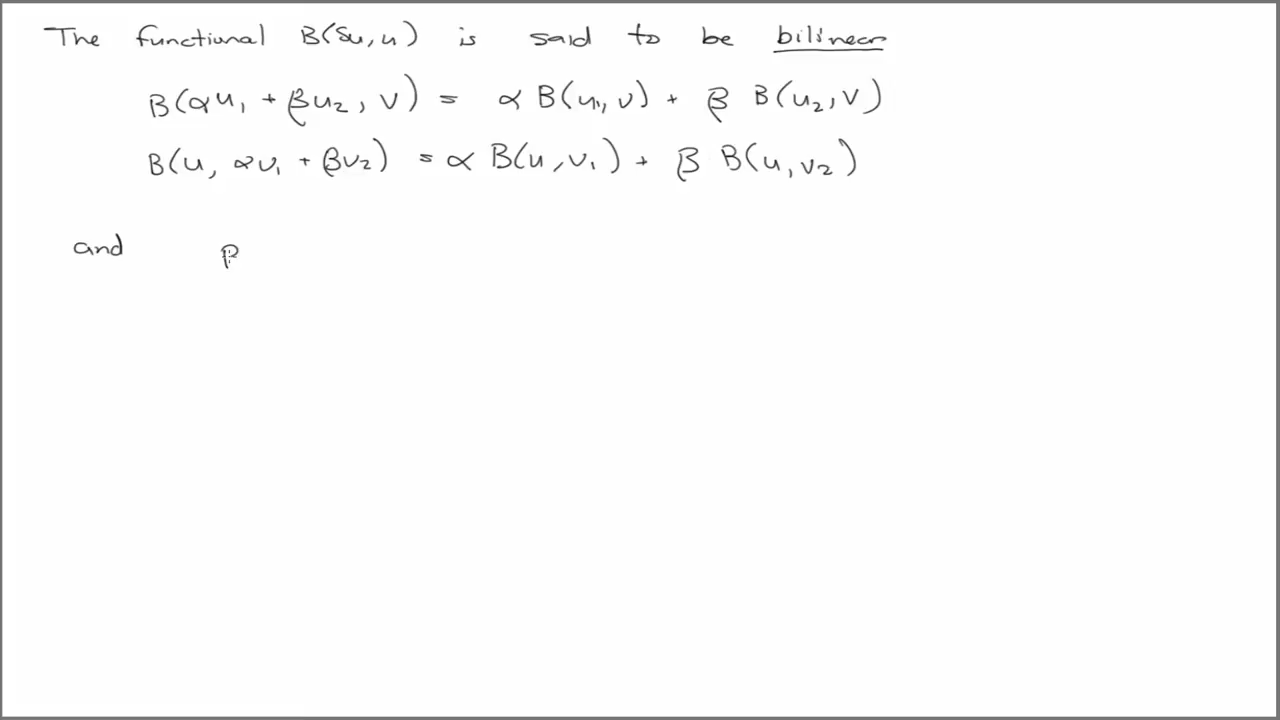 The functional B(δu, u) is said to be bilinear
B(αu₁ + βu₂, v) = α B(u₁, v) + β B(u₂, v)
B(u, αv₁ + βv₂) = α B(u, v₁) + β B(u, v₂)
and